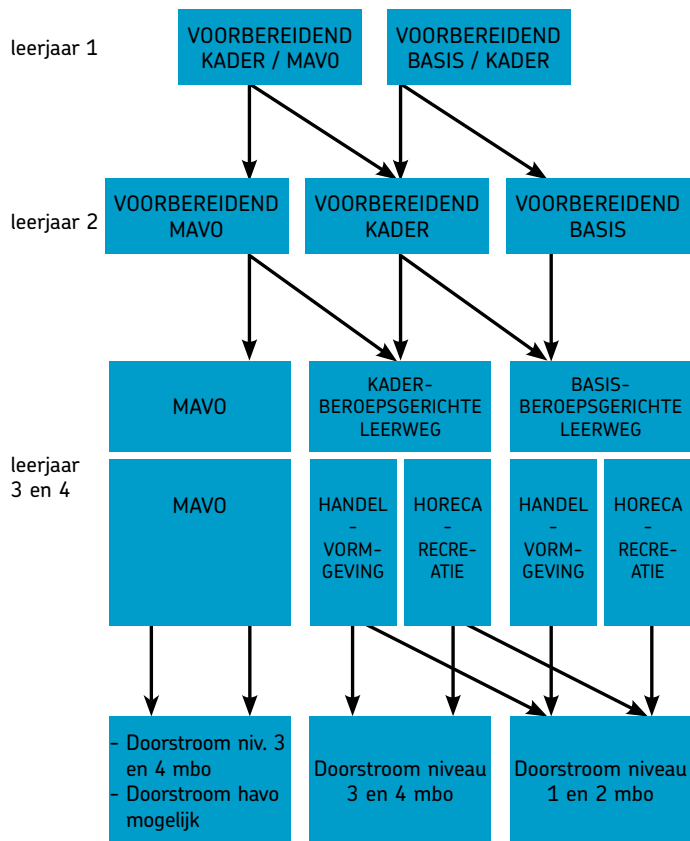 leerjaar 1
VOORBEREIDEND
KADER / MAVO
VOORBEREIDEND
BASIS / KADER
leerjaar 2
VOORBEREIDEND
MAVO
VOORBEREIDEND
KADER
VOORBEREIDEND
BASIS
leerjaar
3 en 4
MAVO
KADER-
BEROEPSGERICHTE
LEERWEG
BASIS-
BEROEPSGERICHTE
LEERWEG
MAVO
HANDEL
-
VORM-
GEVING
HORECA
-
RECRE-
ATIE
HANDEL
-
VORM-
GEVING
HORECA
-
RECRE-
ATIE
- Doorstroom niv. 3
en 4 mbo
- Doorstroom havo
mogelijk
Doorstroom niveau
3 en 4 mbo
Doorstroom niveau
1 en 2 mbo